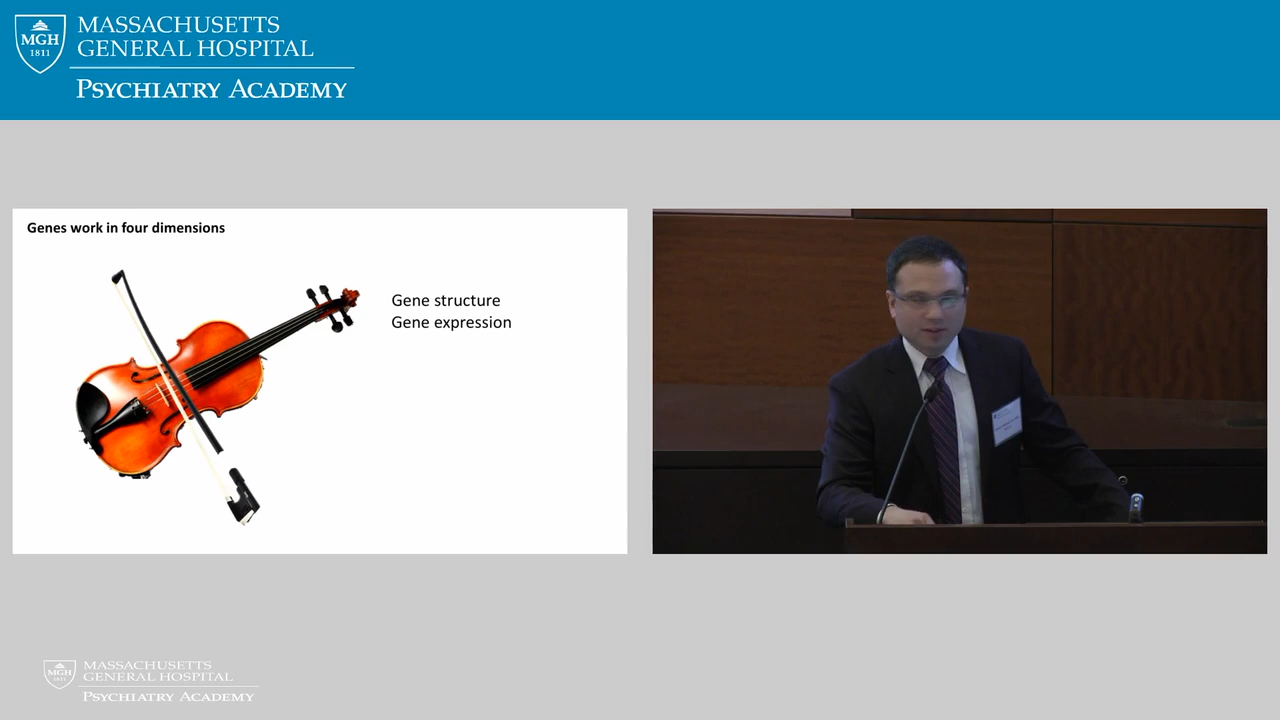 MGH
1811
MASSACHUSETTS
GENERAL HOSPITAL
PSYCHIATRY ACADEMY
Genes work in four dimensions
Gene structure
Gene expression
MGH
1811
MASSACHUSETTS
GENERAL HOSPITAL
PSYCHIATRY ACADEMY